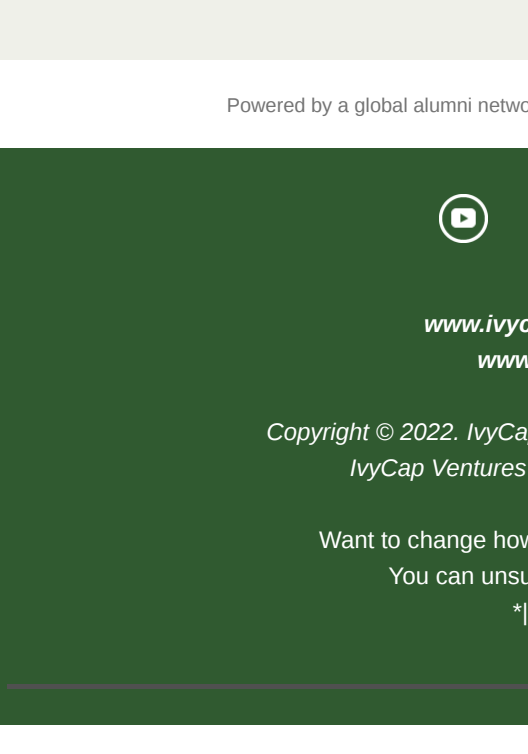 Powered by a global alumni netwo
www.ivyc
www
Copyright © 2022. IvyCa
IvyCap Ventures
Want to change how
You can unsu
*|